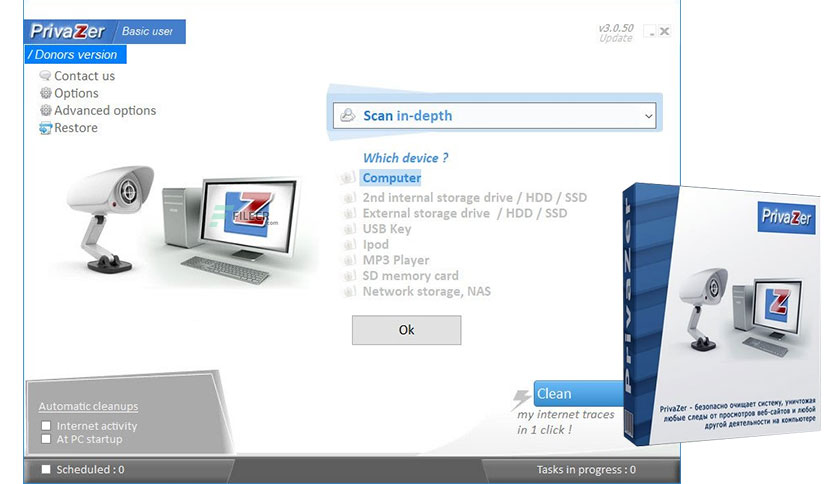 PrivaZer Basic user
v3.0.50
Update
/ Donors version
Contact us
Options
Advanced options
Restore
Scan in-depth
Which device ?
Computer
2nd internal storage drive / HDD / SSD
External storage drive / HDD / SSD
USB Key
Ipod
MP3 Player
SD memory card
Network storage, NAS
Ok
FILECR
.com
Automatic cleanups
Internet activity
At PC startup
Clean
my internet traces
in 1 click !
Scheduled : 0
Tasks in progress : 0
PrivaZer
PrivaZer
PrivaZer - безопасно очищает систему, уничтожая
любые следы от просмотров веб-сайтов и любой
другой деятельности на компьютере